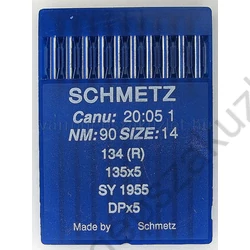 SCHMETZ
Canu: 20:05 1
NM: 90 SIZE: 14
134 (R)
135x5
SY 1955
DPx5
Made by Schmetz